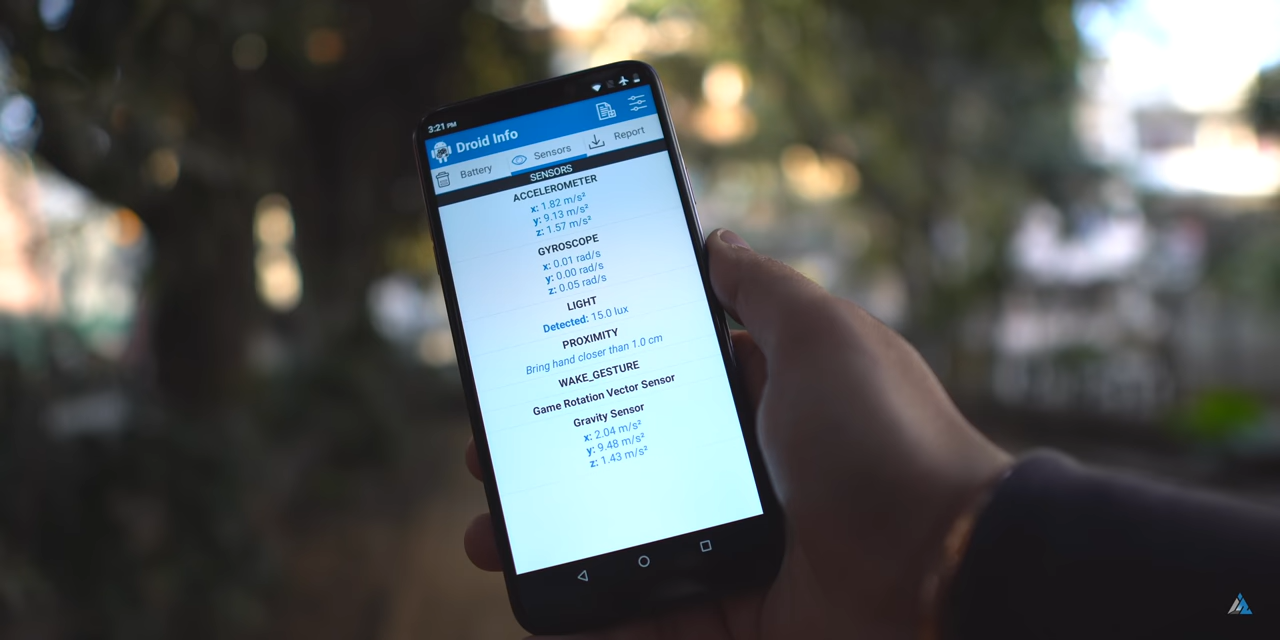 3:21 PM
Droid Info
Battery
Sensors
Report
SENSORS
ACCELEROMETER
x: 1.82 m/s²
y: 9.13 m/s²
z: 1.57 m/s²
GYROSCOPE
x: 0.01 rad/s
y: 0.00 rad/s
z: 0.05 rad/s
LIGHT
Detected: 15.0 lux
PROXIMITY
Bring hand closer than 1.0 cm
WAKE_GESTURE
Game Rotation Vector Sensor
Gravity Sensor
x: 2.04 m/s²
y: 9.48 m/s²
z: 1.43 m/s²